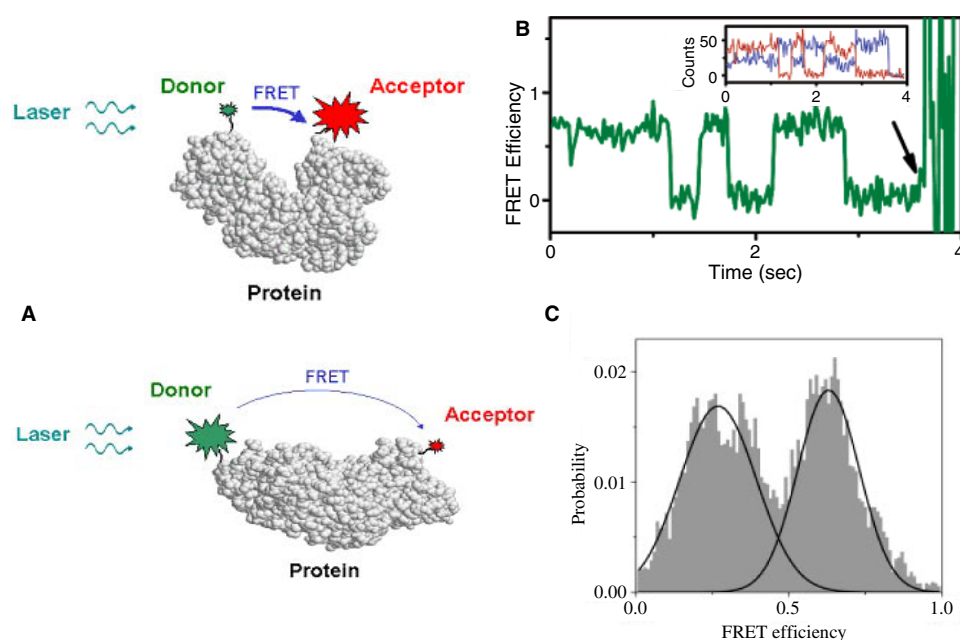 Donor
FRET
Acceptor
Laser
Protein
A
Donor
FRET
Acceptor
Laser
Protein
B
FRET Efficiency
1
0
Counts
50
0
0
2
4
0
2
4
Time (sec)
C
Probability
0.02
0.01
0.00
0.0
0.5
1.0
FRET efficiency